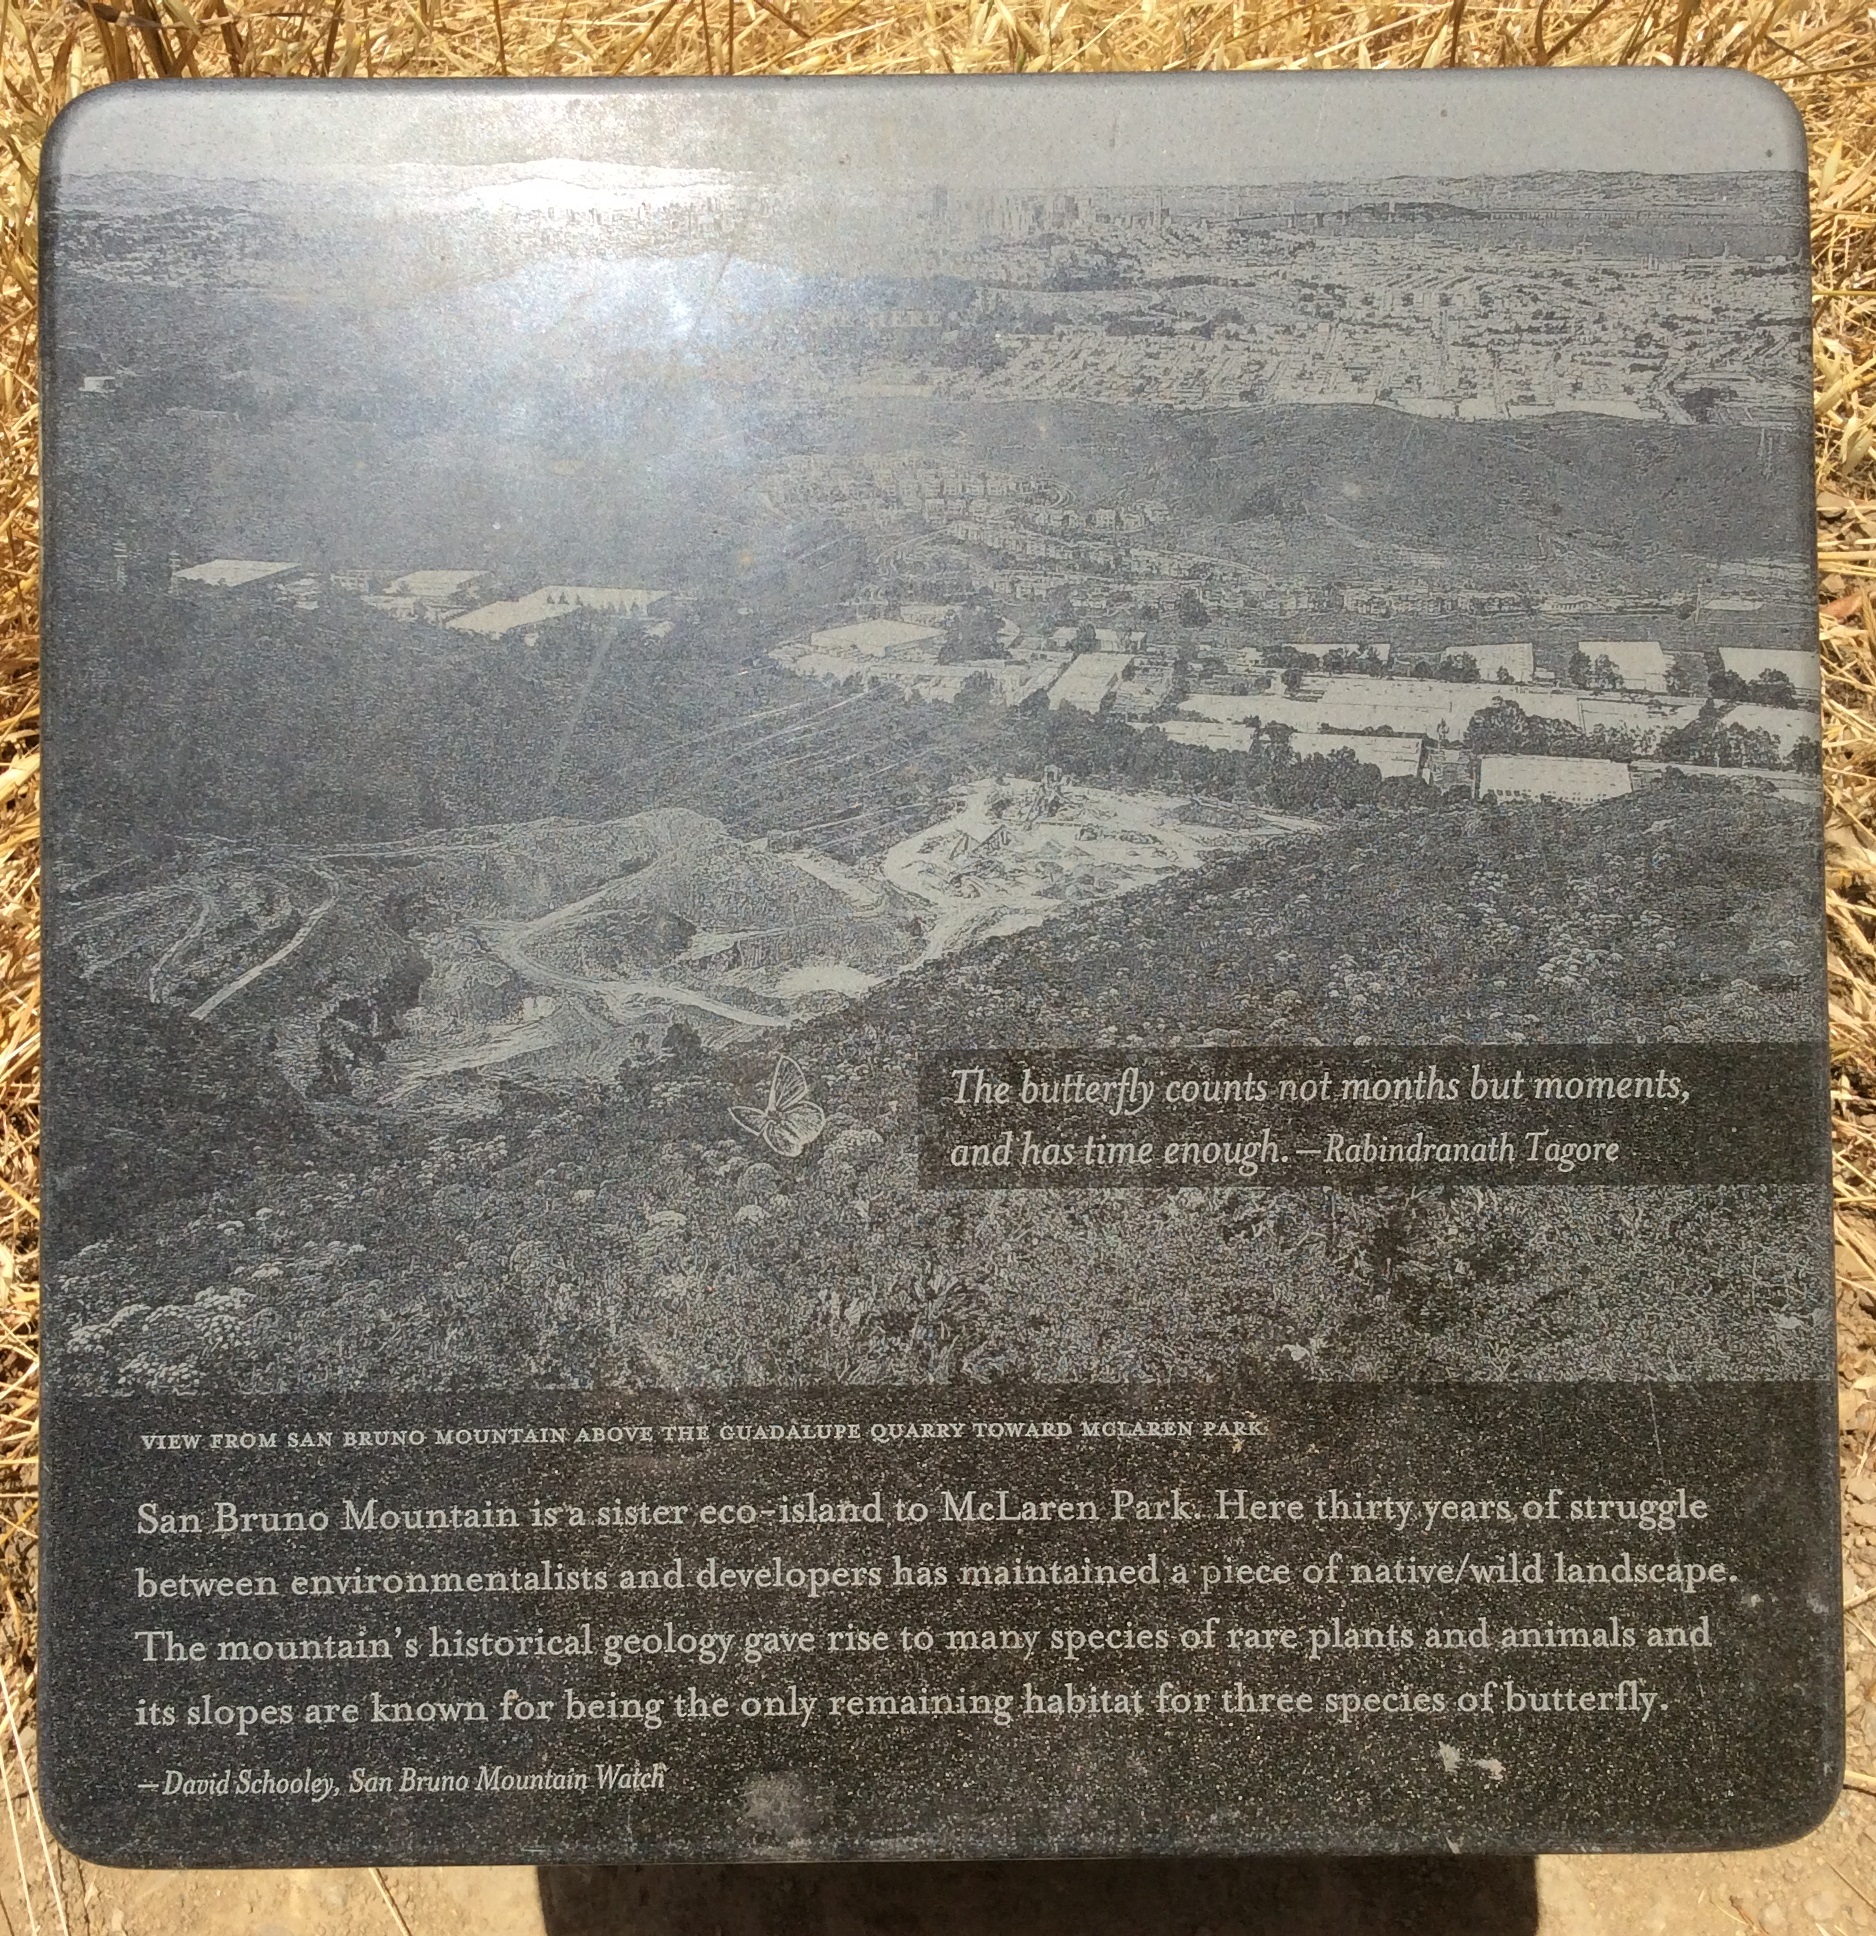 The butterfly counts not months but moments,
and has time enough. —Rabindranath Tagore
VIEW FROM SAN BRUNO MOUNTAIN ABOVE THE GUADALUPE QUARRY TOWARD MCLAREN PARK
San Bruno Mountain is a sister eco-island to McLaren Park. Here thirty years of struggle
between environmentalists and developers has maintained a piece of native/wild landscape.
The mountain's historical geology gave rise to many species of rare plants and animals and
its slopes are known for being the only remaining habitat for three species of butterfly.
—David Schooley, San Bruno Mountain Watch